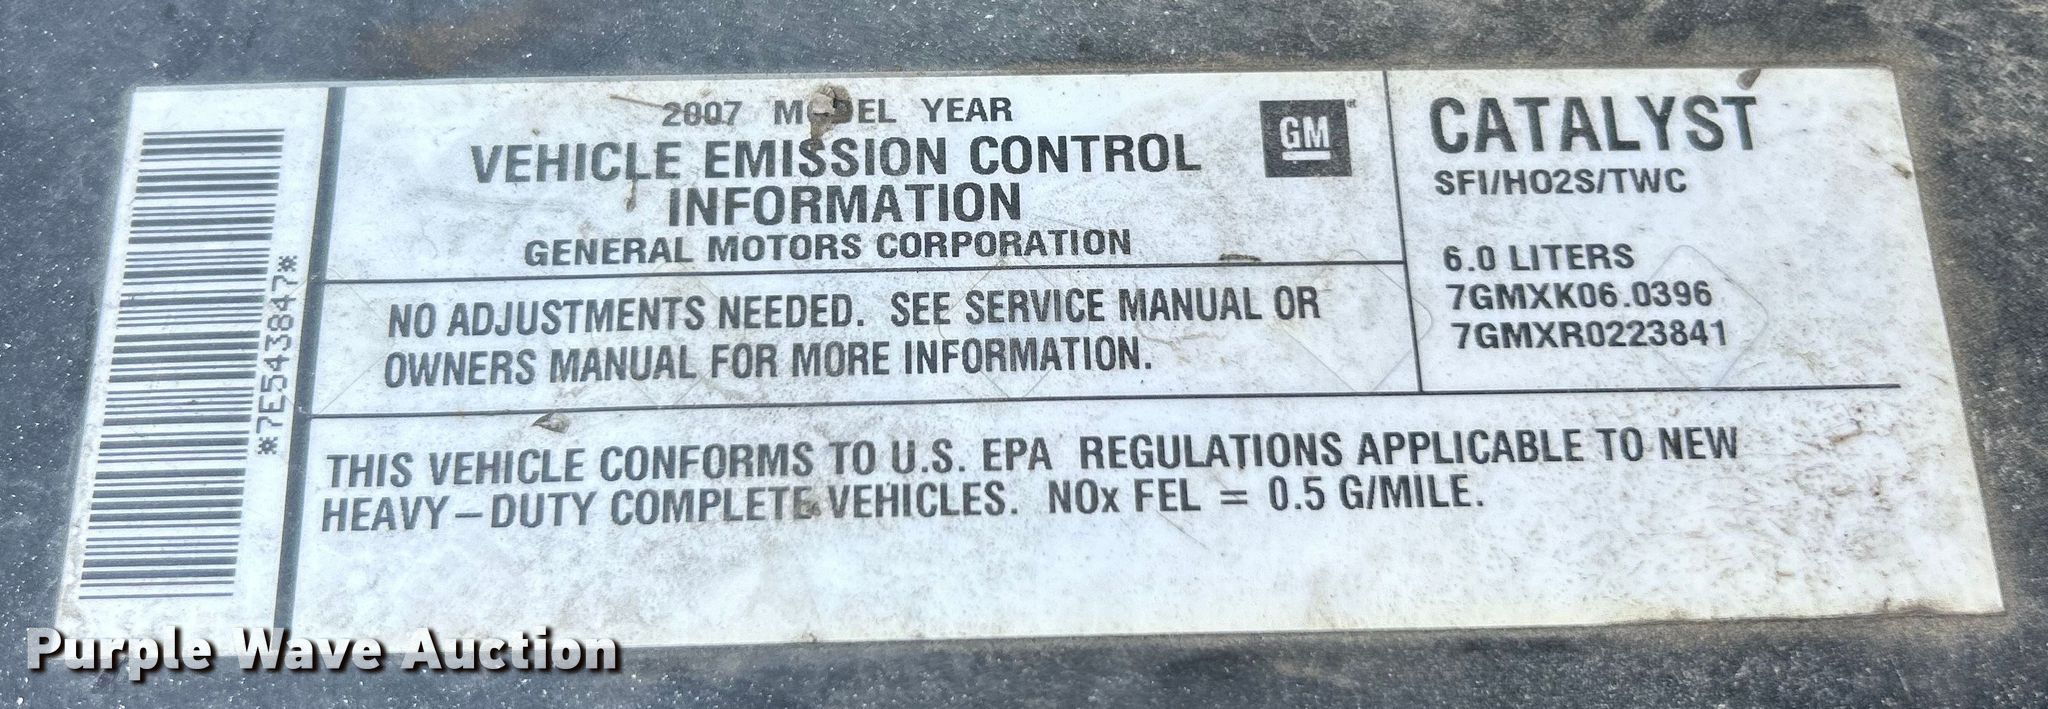 2007 MODEL YEAR
VEHICLE EMISSION CONTROL
INFORMATION
GENERAL MOTORS CORPORATION
GM
NO ADJUSTMENTS NEEDED. SEE SERVICE MANUAL OR
OWNERS MANUAL FOR MORE INFORMATION.
CATALYST
SFI/HO2S/TWC
6.0 LITERS
7GMXK06.0396
7GMXR0223841
THIS VEHICLE CONFORMS TO U.S. EPA REGULATIONS APPLICABLE TO NEW
HEAVY-DUTY COMPLETE VEHICLES. NOx FEL = 0.5 G/MILE.
*7E543847*
Purple Wave Auction